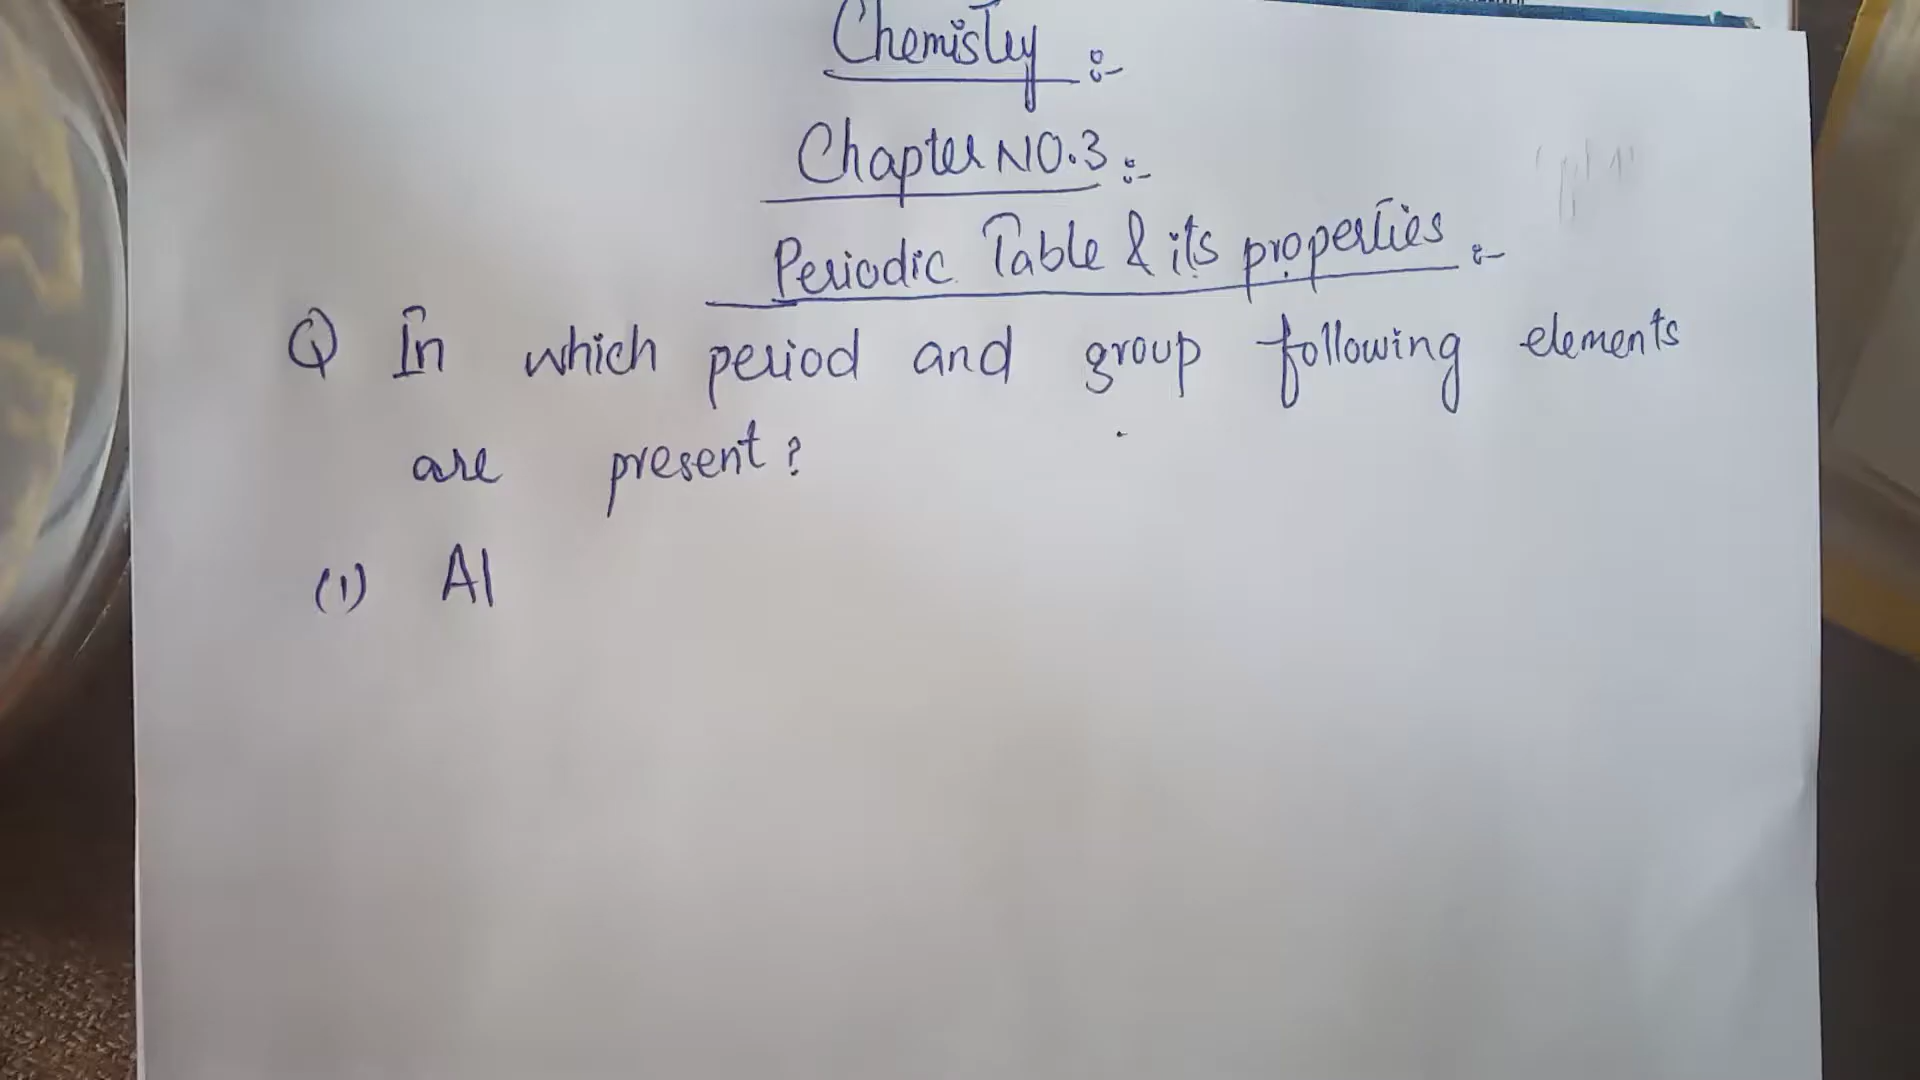 Chemistry :-
Chapter NO.3 :-
Periodic Table & its properties :-
Q In which period and group following elements
are present?
(1) Al